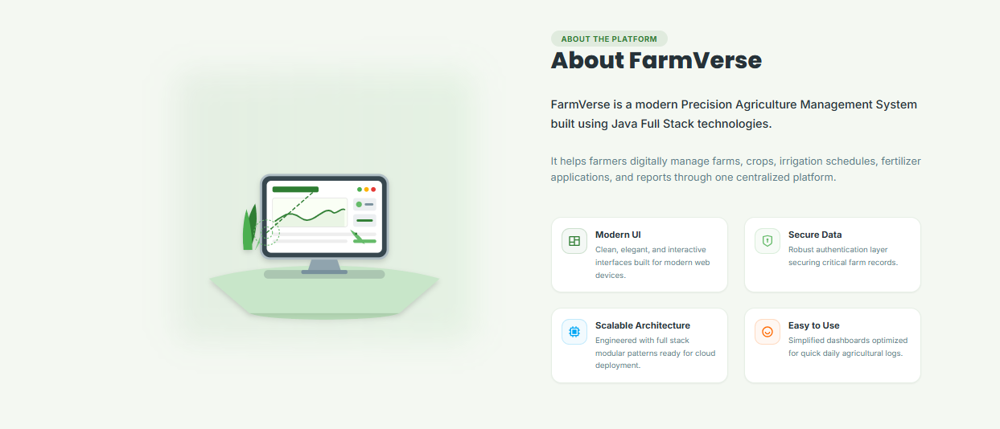 ABOUT THE PLATFORM
About FarmVerse
FarmVerse is a modern Precision Agriculture Management System
built using Java Full Stack technologies.
It helps farmers digitally manage farms, crops, irrigation schedules, fertilizer
applications, and reports through one centralized platform.
Modern UI
Clean, elegant, and interactive
interfaces built for modern web
devices.
Secure Data
Robust authentication layer
securing critical farm records.
Scalable Architecture
Engineered with full stack
modular patterns ready for cloud
deployment.
Easy to Use
Simplified dashboards optimized
for quick daily agricultural logs.